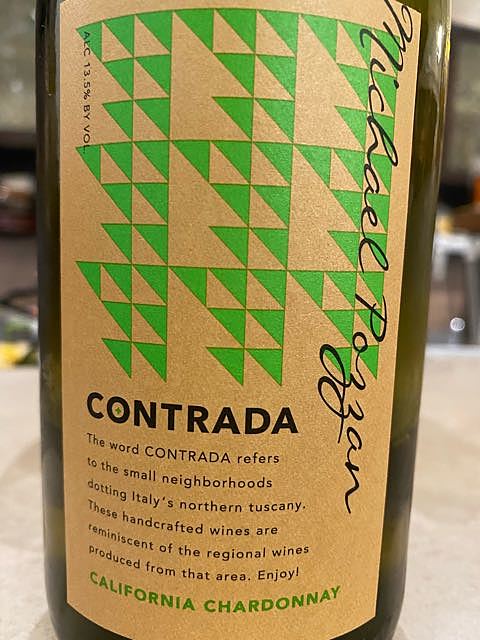 ALC 13.5% BY VOL
Michael Pozzan
CONTRADA
The word CONTRADA refers
to the small neighborhoods
dotting Italy's northern tuscany.
These handcrafted wines are
reminiscent of the regional wines
produced from that area. Enjoy!
CALIFORNIA CHARDONNAY